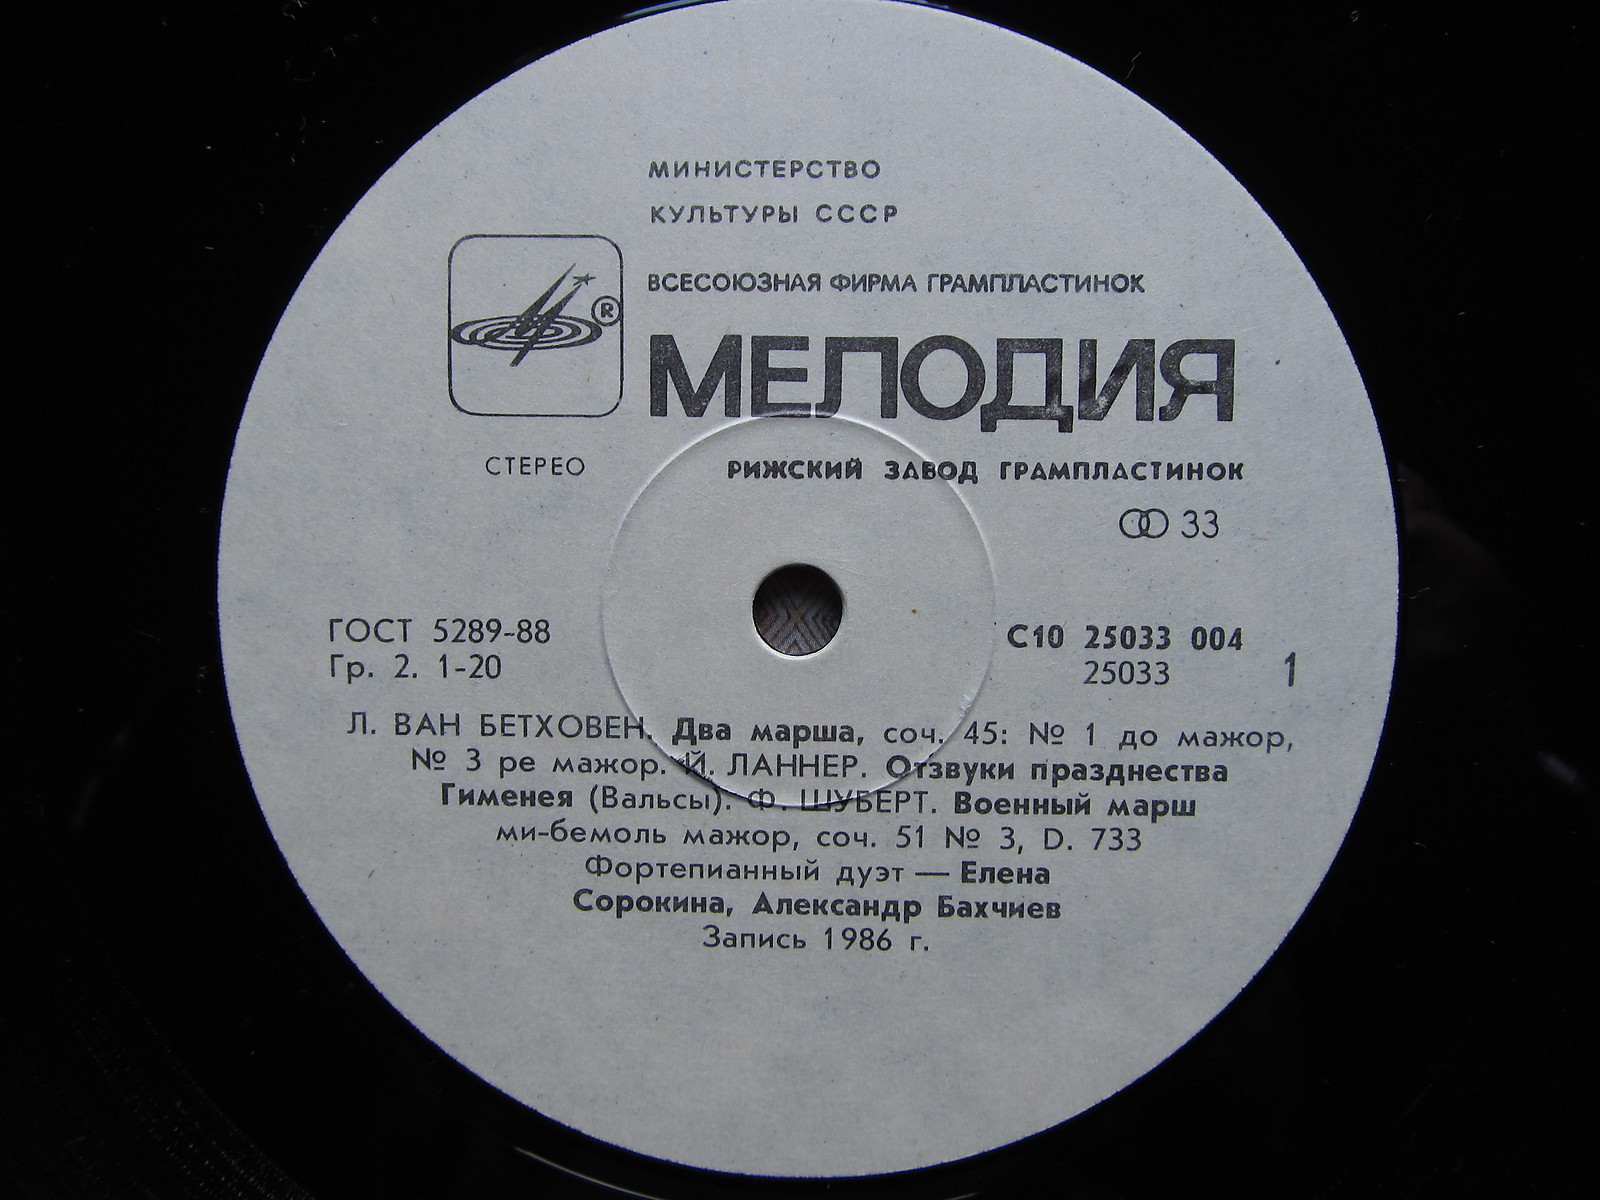 МИНИСТЕРСТВО
КУЛЬТУРЫ СССР
ВСЕСОЮЗНАЯ ФИРМА ГРАМПЛАСТИНОК
®
МЕЛОДИЯ
СТЕРЕО
РИЖСКИЙ ЗАВОД ГРАМПЛАСТИНОК
33
ГОСТ 5289-88
Гр. 2. 1-20
С10 25033 004
25033
1
Л. ВАН БЕТХОВЕН. Два марша, соч. 45: № 1 до мажор,
№ 3 ре мажор. Й. ЛАННЕР. Отзвуки празднества
Гименея (Вальсы). Ф. ШУБЕРТ. Военный марш
ми-бемоль мажор, соч. 51 № 3, D. 733
Фортепианный дуэт — Елена
Сорокина, Александр Бахчиев
Запись 1986 г.